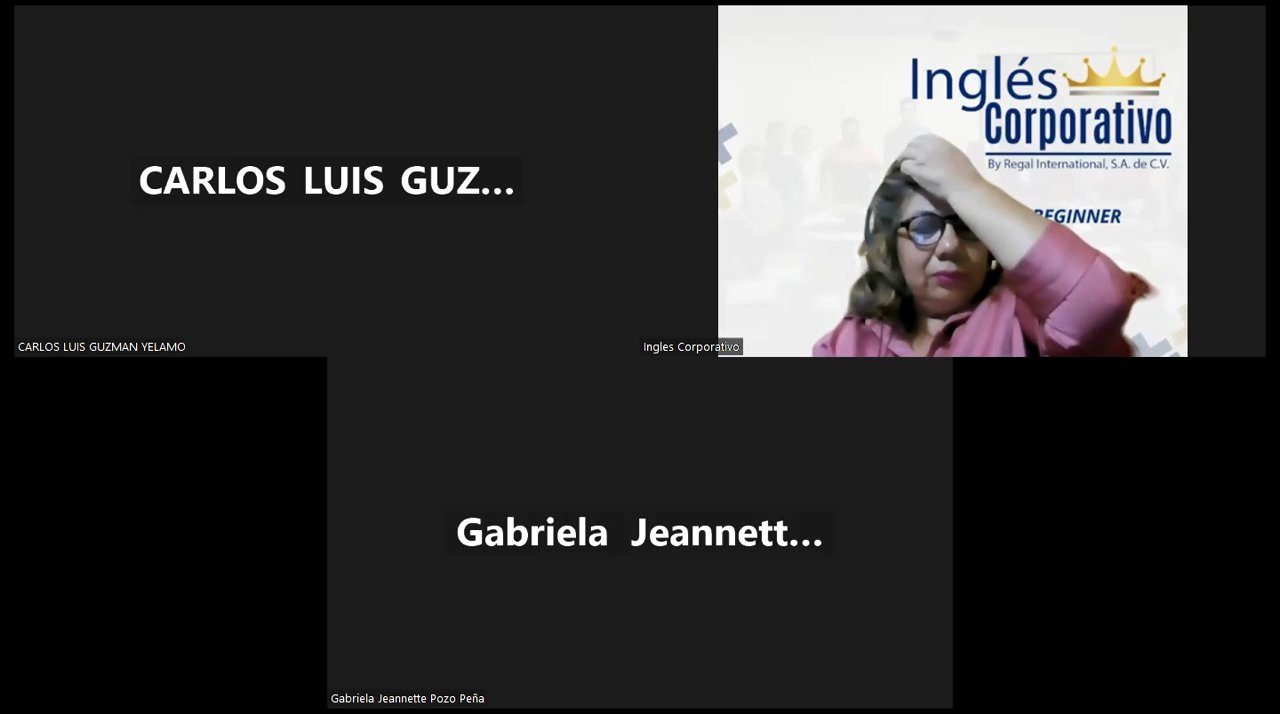 CARLOS LUIS GUZ...
CARLOS LUIS GUZMAN YELAMO
Inglés
Corporativo
By Regal International, S.A. de C.V.
BEGINNER
Ingles Corporativo
Gabriela Jeannett...
Gabriela Jeannette Pozo Peña